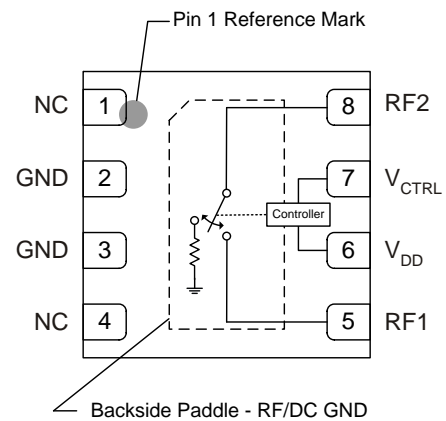 Pin 1 Reference Mark
NC 1 8 RF2
GND 2 7 VCTRL
Controller
GND 3 6 VDD
NC 4 5 RF1
Backside Paddle - RF/DC GND